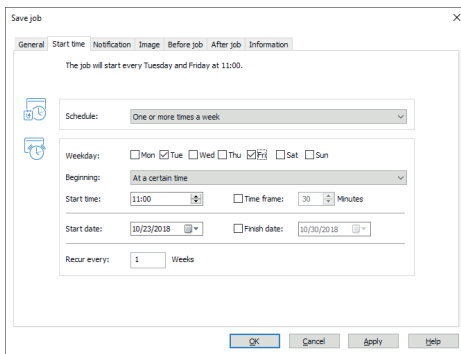 Save job
General Start time Notification Image Before job After job Information
The job will start every Tuesday and Friday at 11:00.
Schedule: One or more times a week
Weekday: Mon Tue Wed Thu Fri Sat Sun
Beginning: At a certain time
Start time: 11:00 Time frame: 30 Minutes
Start date: 10/23/2018 Finish date: 10/30/2018
Recur every: 1 Weeks
OK Cancel Apply Help